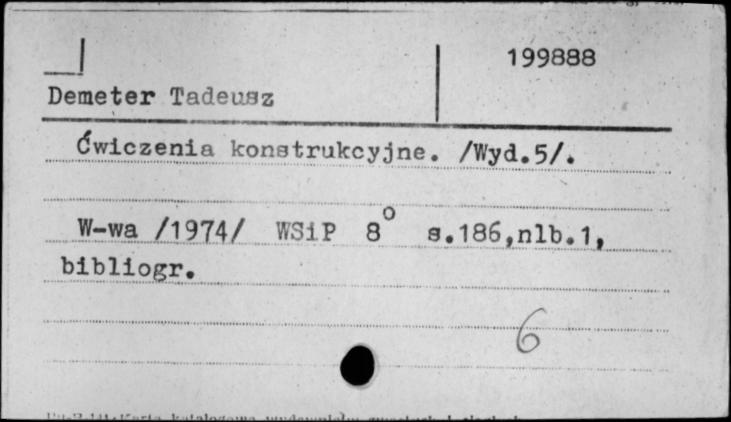 199888
Demeter Tadeusz
Ćwiczenia konstrukcyjne. /Wyd.5/.
W-wa /1974/ WSiP 8° s.186,nlb.1,
bibliogr.
6